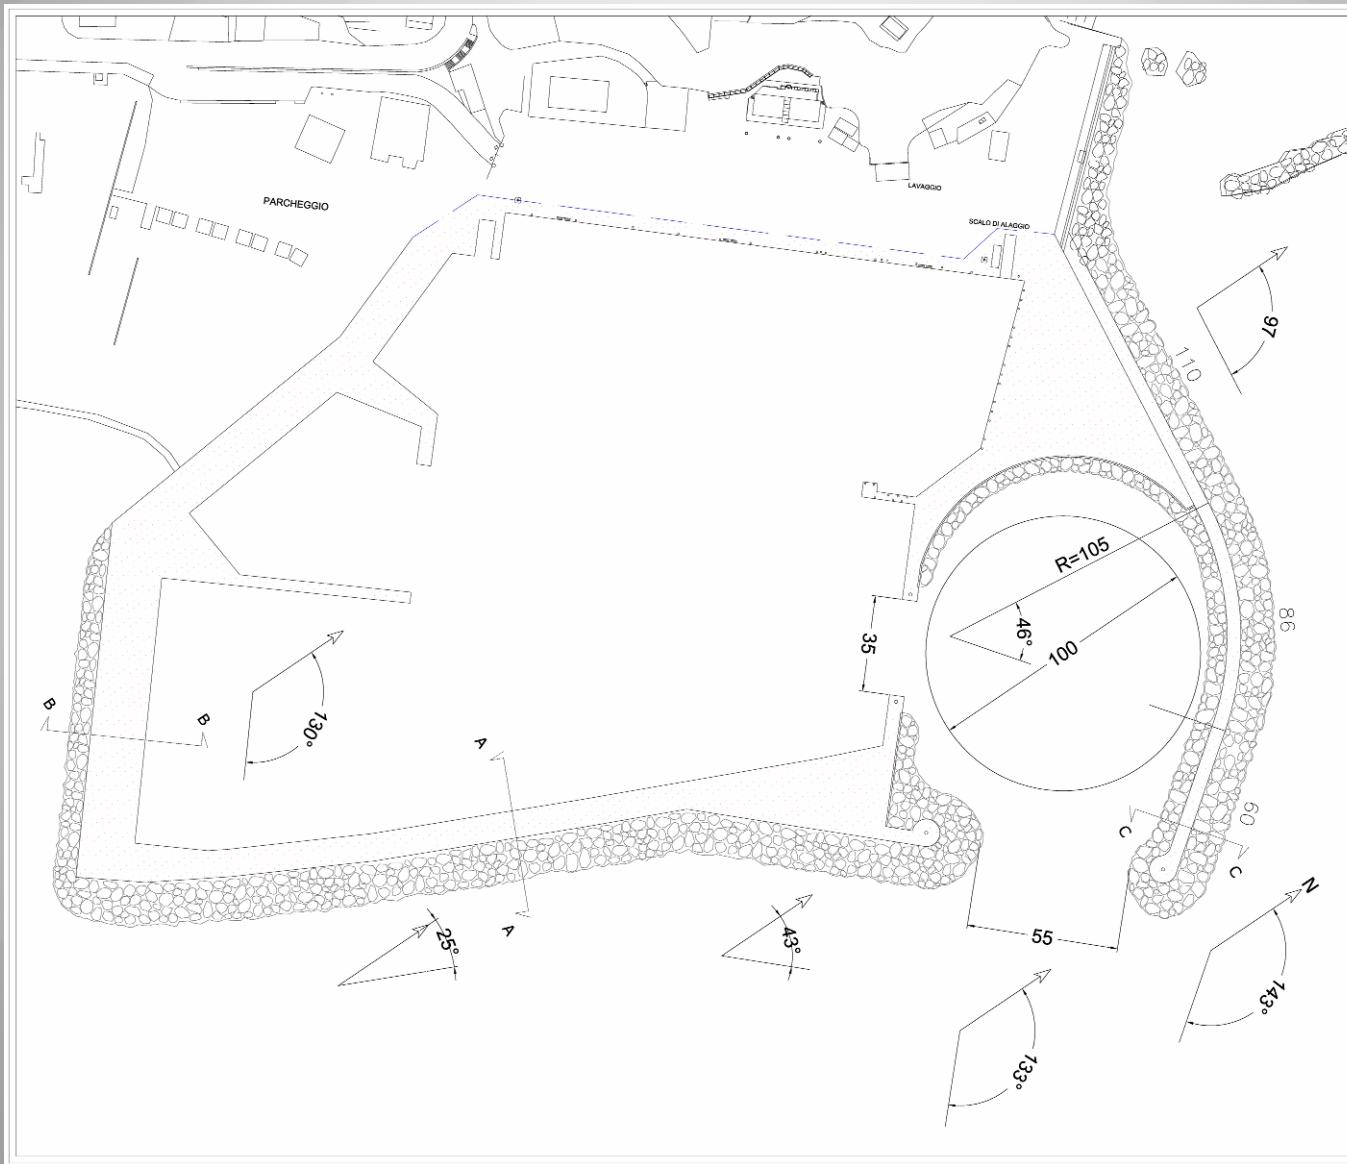 LAVAGGIO
PARCHEGGIO
SCALO DI ALAGGIO
97
110
R=105
46°
100
35
86
B
B
130°
A
A
60
C
C
N
25°
43°
55
143°
133°